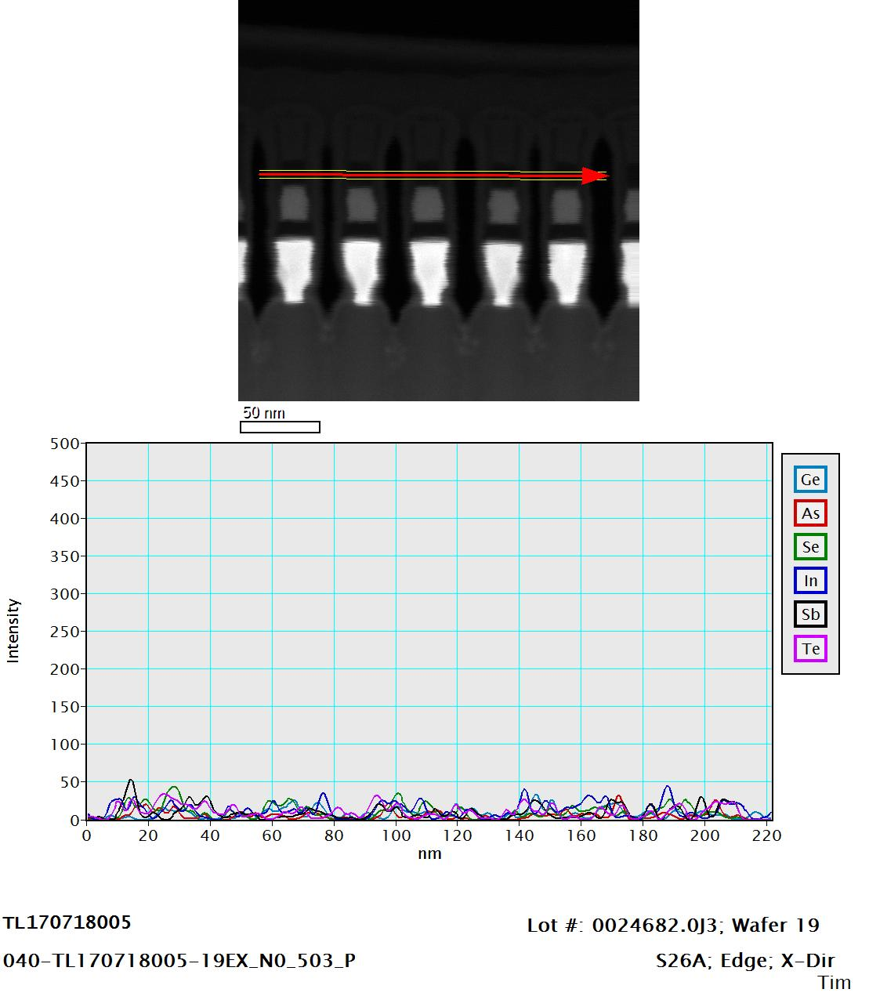 50 nm
500
450
400
350
300
250
200
150
100
50
0
Intensity
0 20 40 60 80 100 120 140 160 180 200 220
nm
Ge
As
Se
In
Sb
Te
TL170718005
Lot #: 0024682.0J3; Wafer 19
040-TL170718005-19EX_N0_503_P
S26A; Edge; X-Dir
Tim